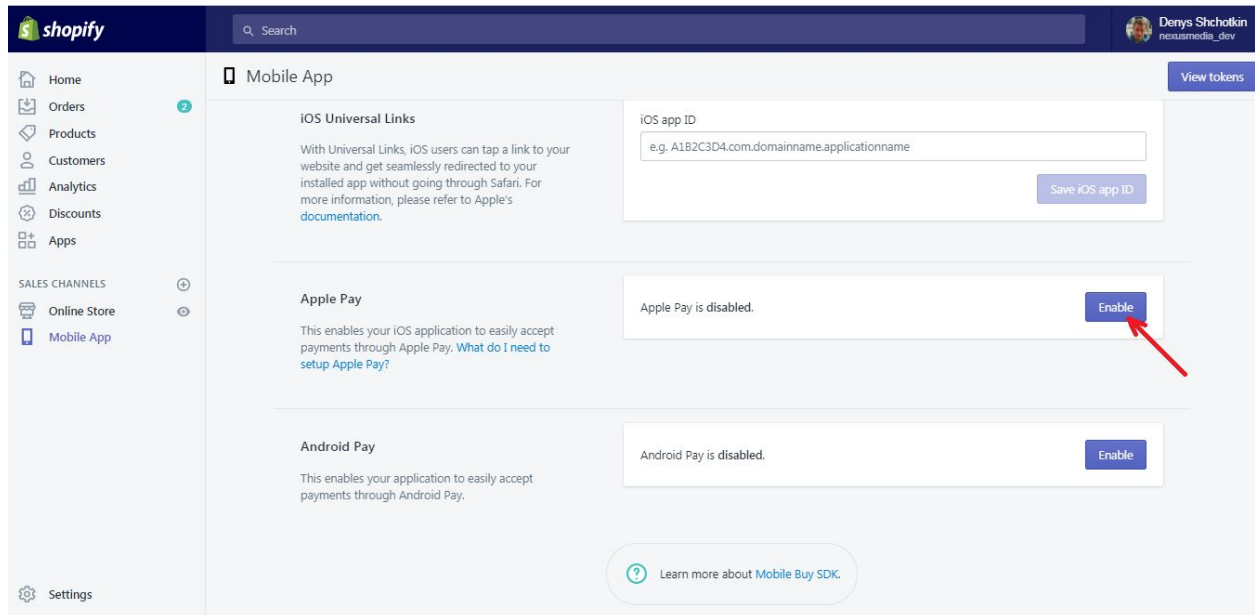 shopify
Search
Denys Shchotkin
nexusmedia_dev
Home
Orders 2
Products
Customers
Analytics
Discounts
Apps
SALES CHANNELS
Online Store
Mobile App
Settings
Mobile App
View tokens
iOS Universal Links
With Universal Links, iOS users can tap a link to your
website and get seamlessly redirected to your
installed app without going through Safari. For
more information, please refer to Apple's
documentation.
iOS app ID
e.g. A1B2C3D4.com.domainname.applicationname
Save iOS app ID
Apple Pay
This enables your iOS application to easily accept
payments through Apple Pay. What do I need to
setup Apple Pay?
Apple Pay is disabled.
Enable
Android Pay
This enables your application to easily accept
payments through Android Pay.
Android Pay is disabled.
Enable
? Learn more about Mobile Buy SDK.